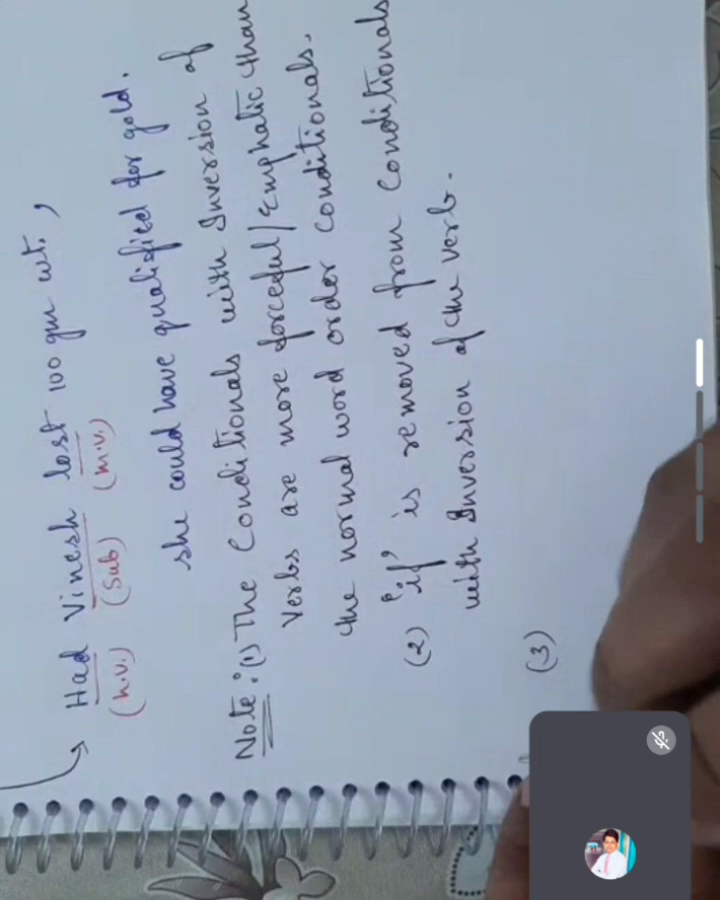 Had Vinesh lost 100 gm wt.,
(h.v.) (Sub) (m.v.)
she could have qualified for gold.
Note: (1) The Conditionals with Inversion of
Verbs are more forceful/Emphatic than
the normal word order conditionals.
(2) "if" is removed from Conditionals
with Inversion of the verb.
(3)